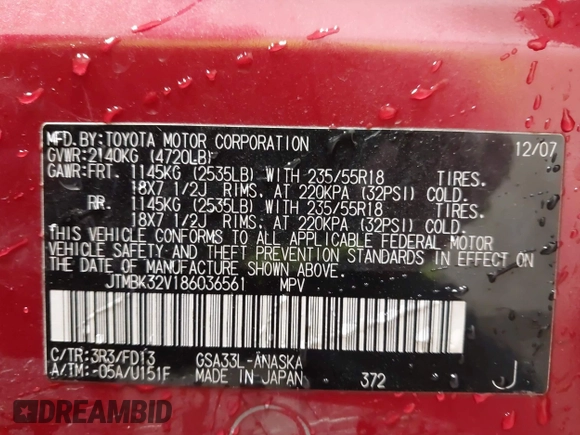 MFD.BY:TOYOTA MOTOR CORPORATION 12/07
GVWR:2140KG (4720LB)
GAWR:FRT. 1145KG (2535LB) WITH 235/55R18 TIRES.
18X7 1/2J RIMS. AT 220KPA (32PSI) COLD.
RR. 1145KG (2535LB) WITH 235/55R18 TIRES.
18X7 1/2J RIMS. AT 220KPA (32PSI) COLD.
THIS VEHICLE CONFORMS TO ALL APPLICABLE FEDERAL MOTOR
VEHICLE SAFETY AND THEFT PREVENTION STANDARDS IN EFFECT ON
THE DATE OF MANUFACTURE SHOWN ABOVE.
JTMBK32V186036561 MPV
C/TR:3R3/FD13 GSA33L-ANASKA
A/TM:-05A/U151F MADE IN JAPAN 372 J
DREAMBID